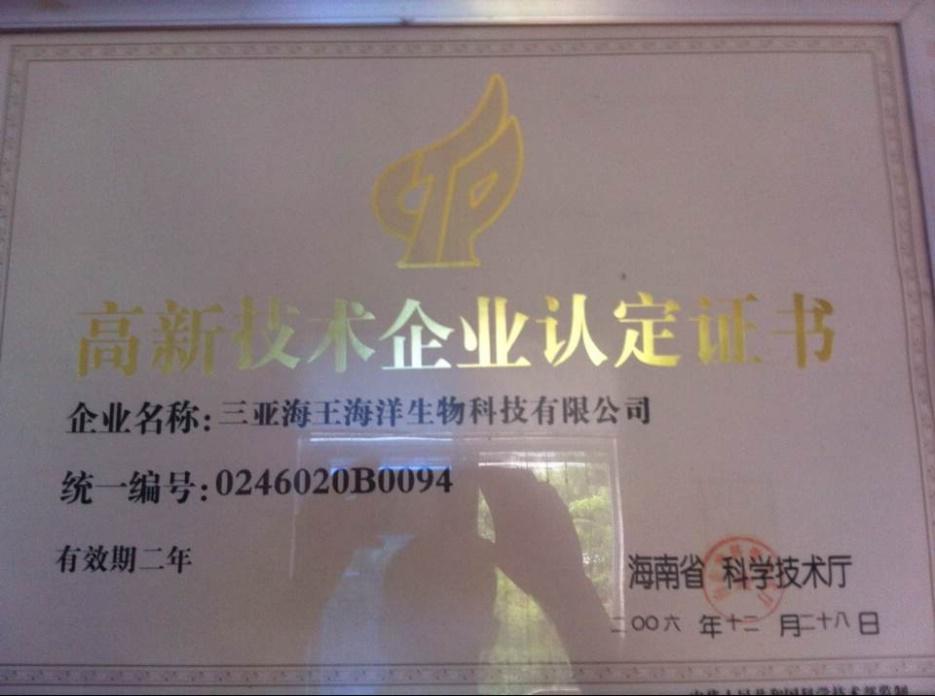 高新技术企业认定证书
企业名称:三亚海王海洋生物科技有限公司
统一编号:0246020B0094
有效期二年
海南省 科学技术厅
二〇〇六 年十二 月二十八日